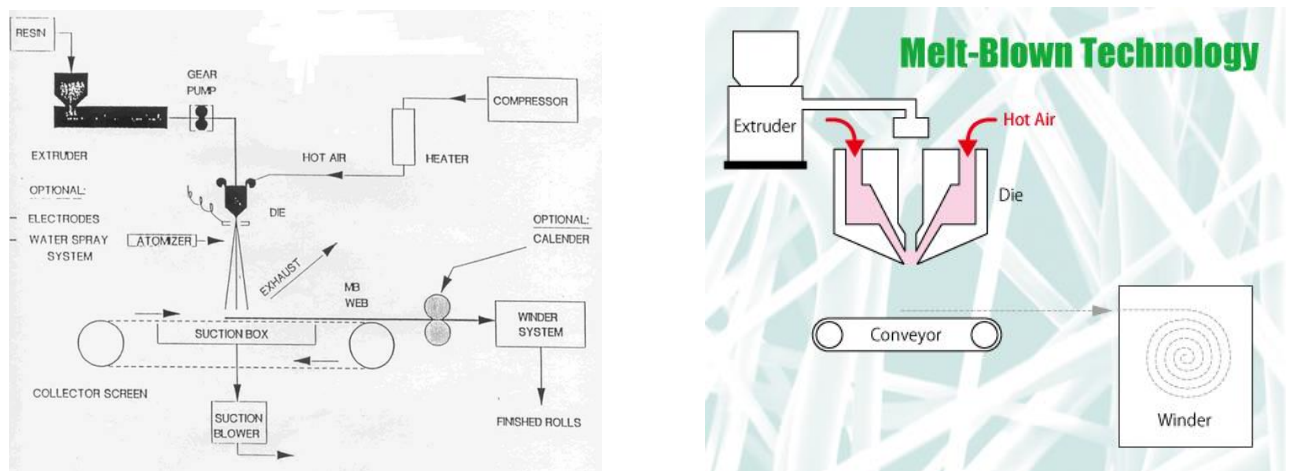 RESIN
GEAR
PUMP
COMPRESSOR
EXTRUDER
HOT AIR
HEATER
OPTIONAL:
ELECTRODES
WATER SPRAY
SYSTEM
DIE
ATOMIZER
OPTIONAL:
CALENDER
EXHAUST
MB
WEB
SUCTION BOX
WINDER
SYSTEM
COLLECTOR SCREEN
SUCTION
BLOWER
FINISHED ROLLS
Melt-Blown Technology
Extruder
Hot Air
Die
Conveyor
Winder